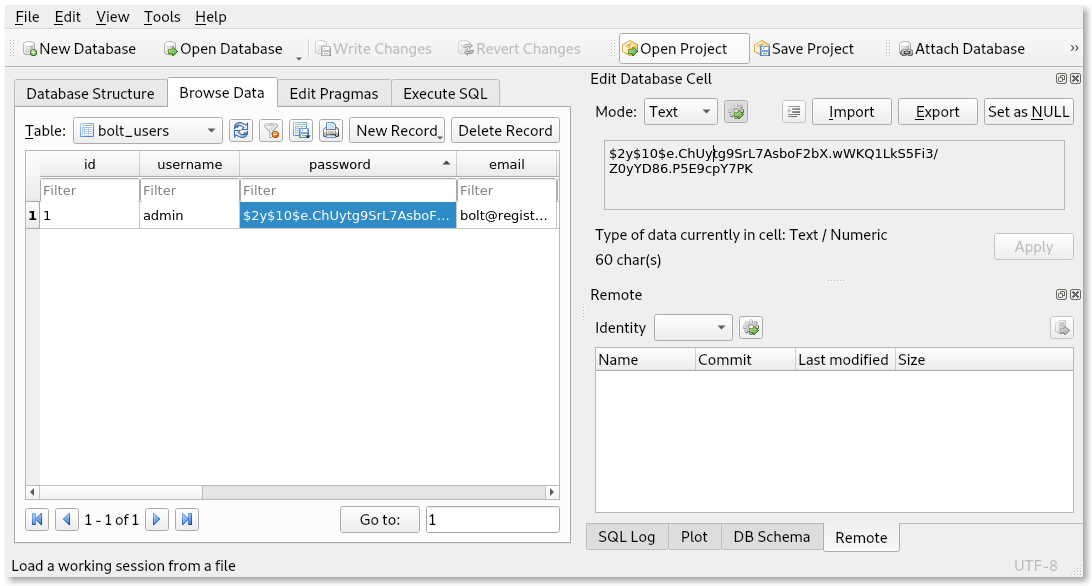 File Edit View Tools Help
New Database Open Database Write Changes Revert Changes Open Project Save Project Attach Database »
Database Structure Browse Data Edit Pragmas Execute SQL
Table: bolt_users New Record Delete Record
id username password email
Filter Filter Filter Filter
1 1 admin $2y$10$e.ChUytg9SrL7AsboF... bolt@regist...
1 - 1 of 1 Go to: 1
Edit Database Cell
Mode: Text Import Export Set as NULL
$2y$10$e.ChUytg9SrL7AsboF2bX.wWKQ1LkS5Fi3/
Z0yYD86.P5E9cpY7PK
Type of data currently in cell: Text / Numeric
60 char(s)
Apply
Remote
Identity
Name Commit Last modified Size
SQL Log Plot DB Schema Remote
Load a working session from a file UTF-8